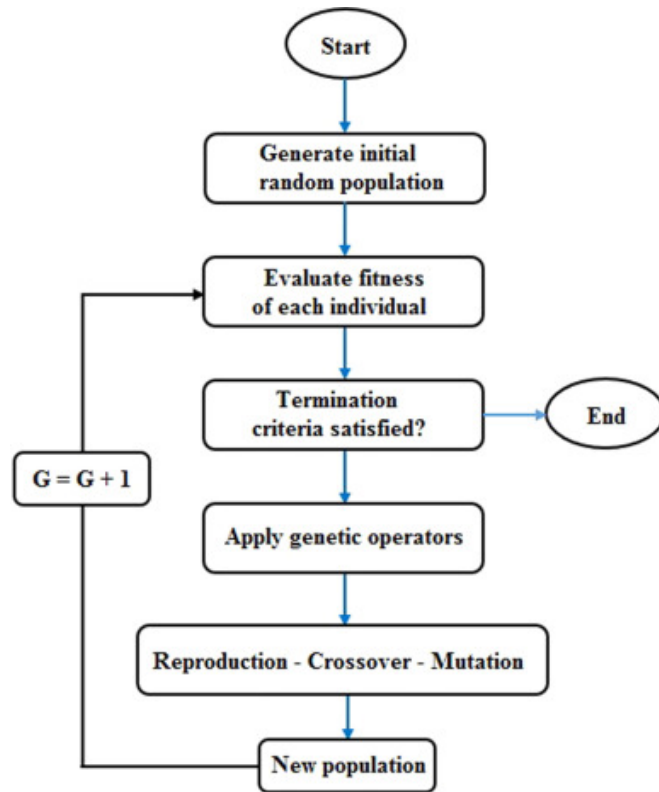 Start
Generate initial
random population
Evaluate fitness
of each individual
Termination
criteria satisfied?
End
G = G + 1
Apply genetic operators
Reproduction - Crossover - Mutation
New population